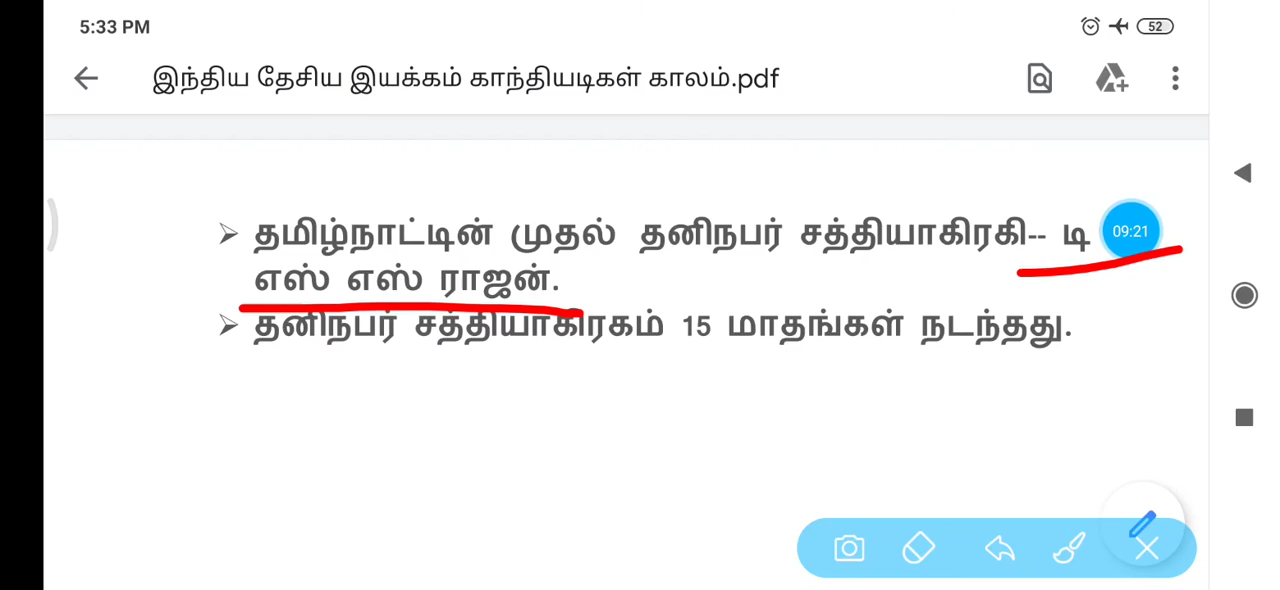 5:33 PM
52
இந்திய தேசிய இயக்கம் காந்தியடிகள் காலம்.pdf
➢ தமிழ்நாட்டின் முதல் தனிநபர் சத்தியாகிரகி-- டி
09:21
எஸ் எஸ் ராஜன்.
➢ தனிநபர் சத்தியாகிரகம் 15 மாதங்கள் நடந்தது.